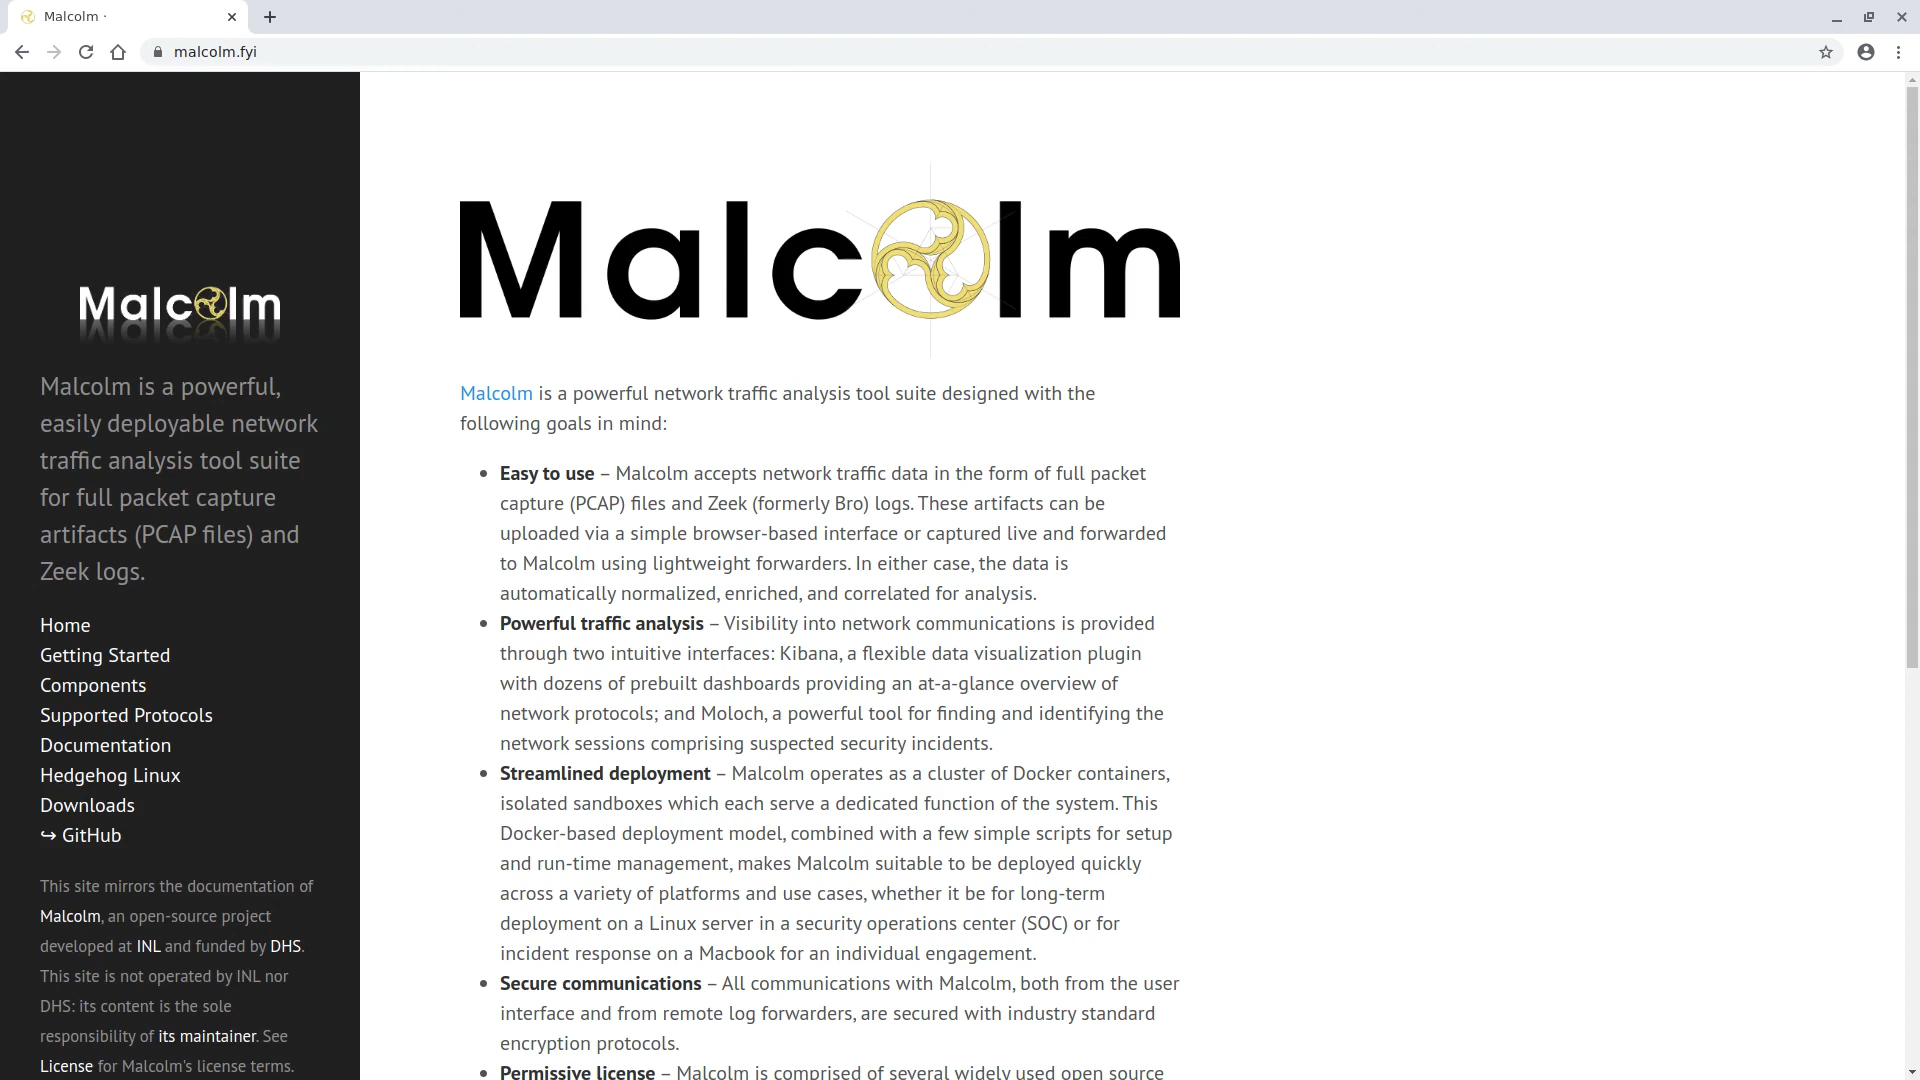 Malcolm ·
malcolm.fyi
Malcolm
Malcolm is a powerful,
easily deployable network
traffic analysis tool suite
for full packet capture
artifacts (PCAP files) and
Zeek logs.
Home
Getting Started
Components
Supported Protocols
Documentation
Hedgehog Linux
Downloads
↪ GitHub
This site mirrors the documentation of
Malcolm, an open-source project
developed at INL and funded by DHS.
This site is not operated by INL nor
DHS: its content is the sole
responsibility of its maintainer. See
License for Malcolm's license terms.
Malcolm
Malcolm is a powerful network traffic analysis tool suite designed with the
following goals in mind:
• Easy to use – Malcolm accepts network traffic data in the form of full packet
capture (PCAP) files and Zeek (formerly Bro) logs. These artifacts can be
uploaded via a simple browser-based interface or captured live and forwarded
to Malcolm using lightweight forwarders. In either case, the data is
automatically normalized, enriched, and correlated for analysis.
• Powerful traffic analysis – Visibility into network communications is provided
through two intuitive interfaces: Kibana, a flexible data visualization plugin
with dozens of prebuilt dashboards providing an at-a-glance overview of
network protocols; and Moloch, a powerful tool for finding and identifying the
network sessions comprising suspected security incidents.
• Streamlined deployment – Malcolm operates as a cluster of Docker containers,
isolated sandboxes which each serve a dedicated function of the system. This
Docker-based deployment model, combined with a few simple scripts for setup
and run-time management, makes Malcolm suitable to be deployed quickly
across a variety of platforms and use cases, whether it be for long-term
deployment on a Linux server in a security operations center (SOC) or for
incident response on a Macbook for an individual engagement.
• Secure communications – All communications with Malcolm, both from the user
interface and from remote log forwarders, are secured with industry standard
encryption protocols.
• Permissive license – Malcolm is comprised of several widely used open source